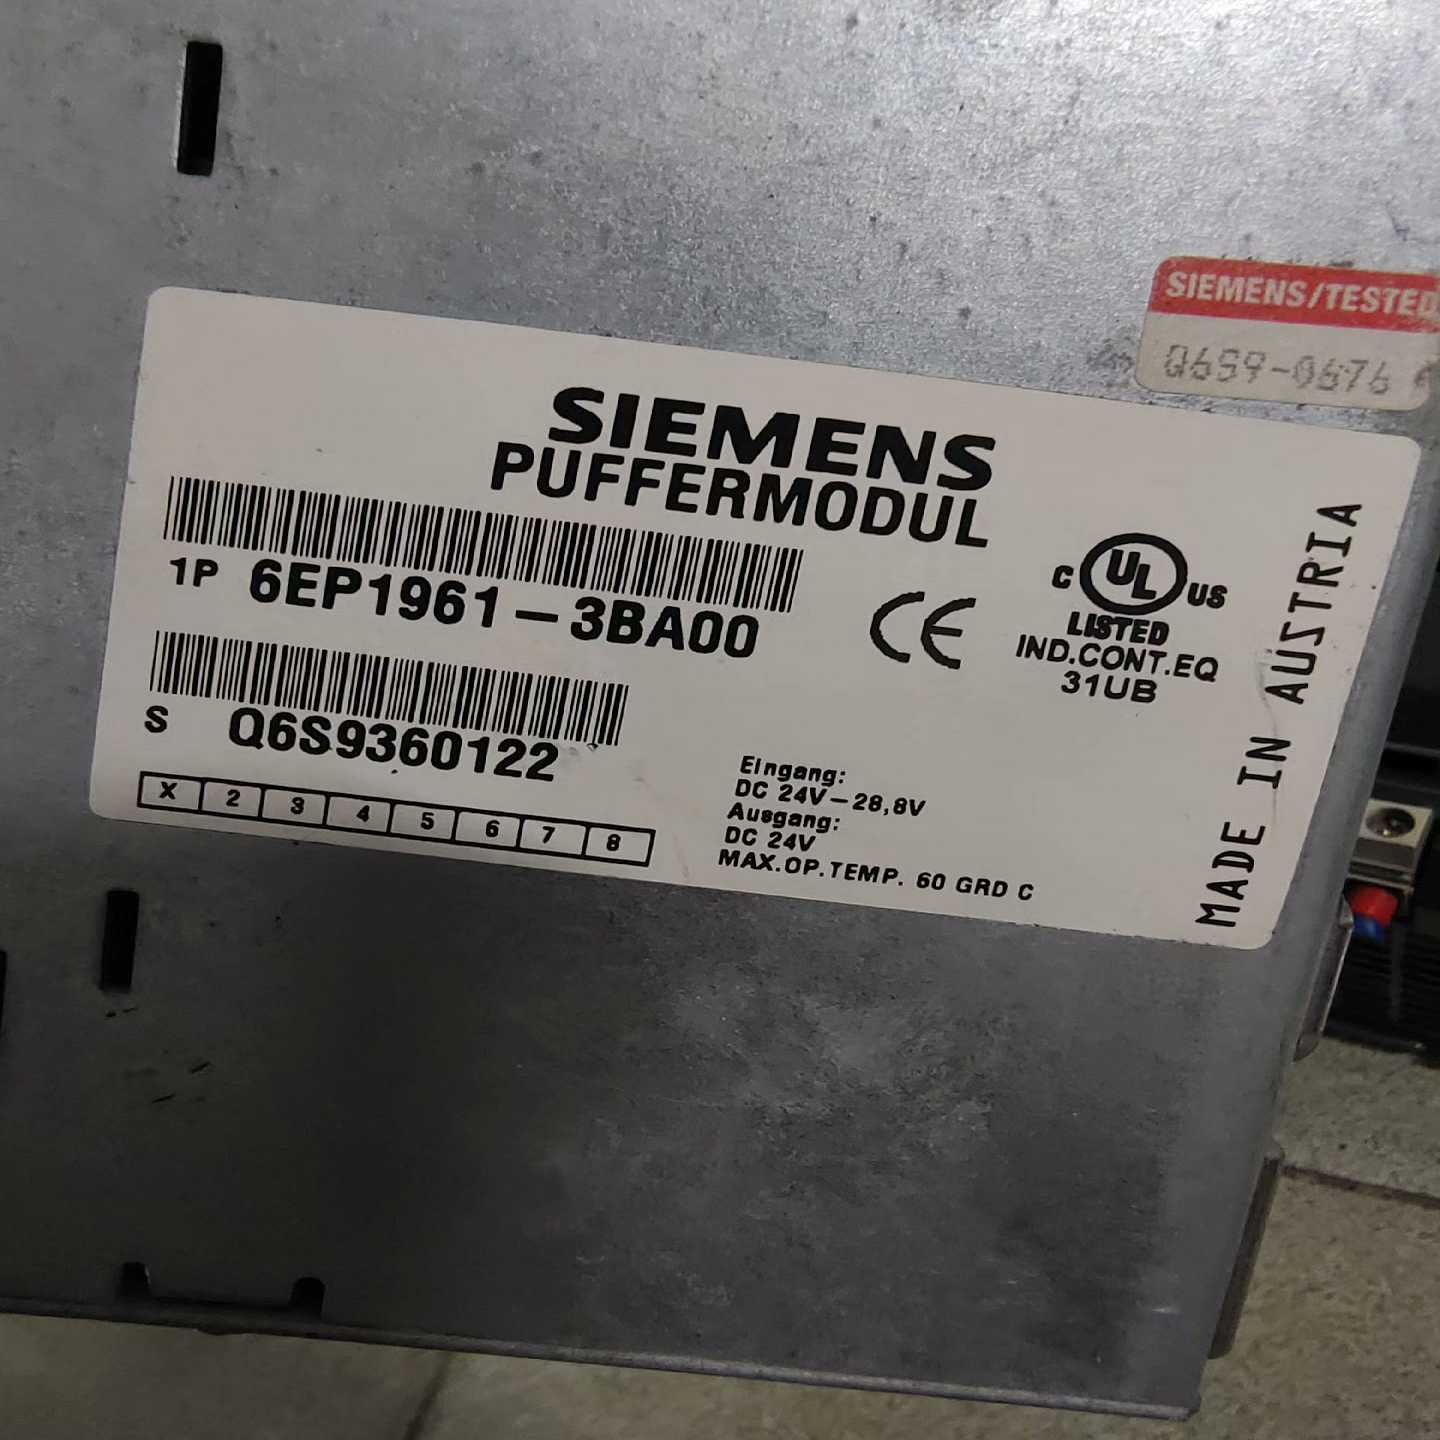 SIEMENS/TESTED
Q6S9-0676
SIEMENS
PUFFERMODUL
1P 6EP1961-3BA00
S Q6S9360122
X 2 3 4 5 6 7 8
CE
C UL US
LISTED
IND.CONT.EQ
31UB
Eingang:
DC 24V-28,8V
Ausgang:
DC 24V
MAX.OP.TEMP. 60 GRD C
MADE IN AUSTRIA